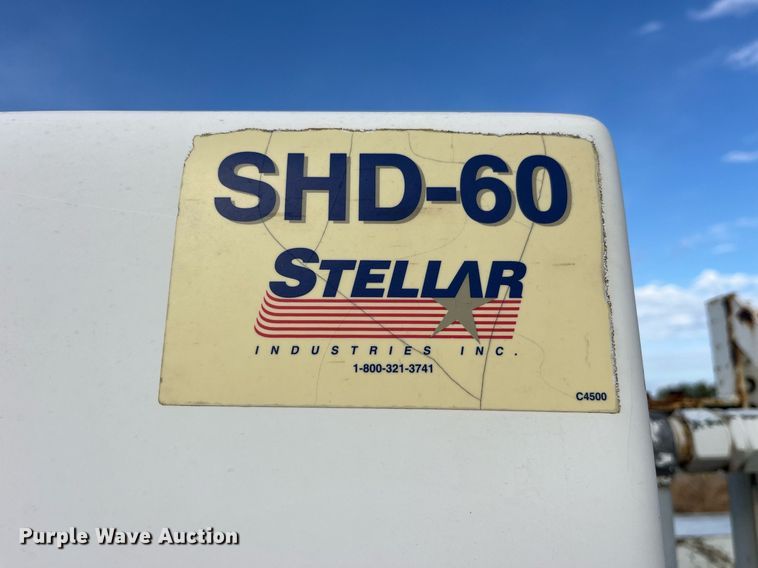 SHD-60
STELLAR
INDUSTRIES INC.
1-800-321-3741
C4500
Purple Wave Auction